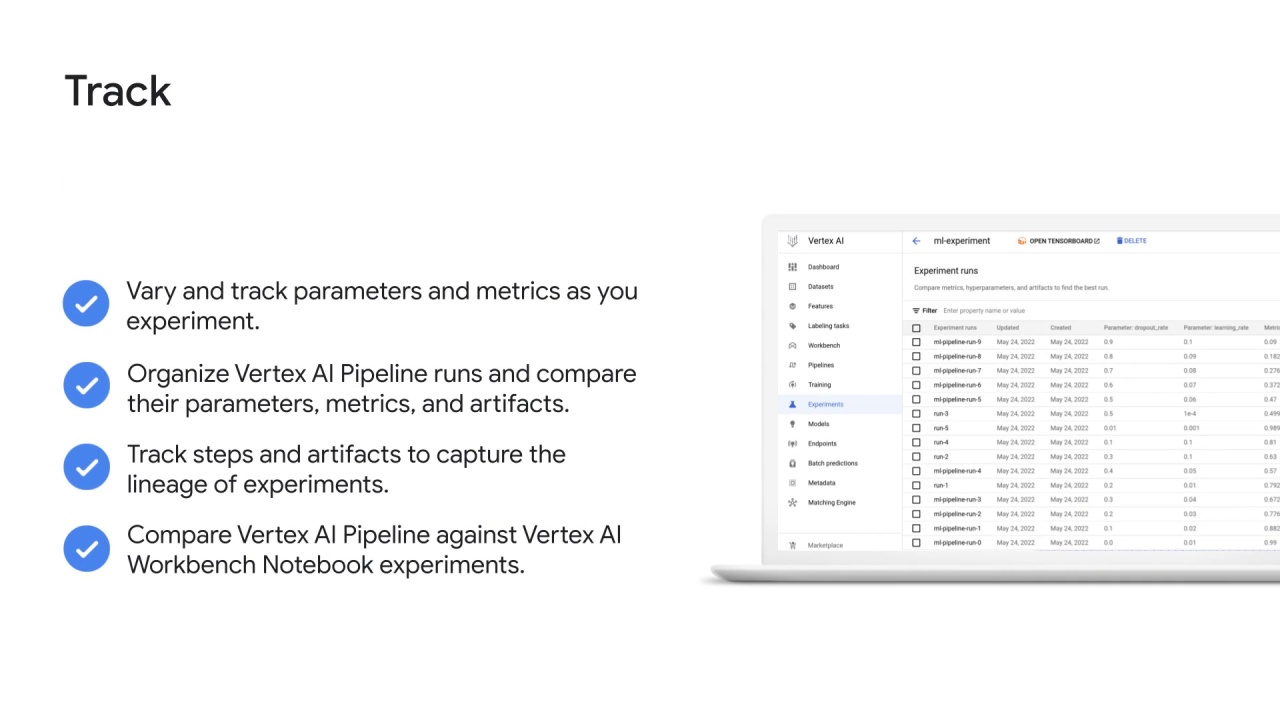 Track
Vary and track parameters and metrics as you
experiment.
Organize Vertex AI Pipeline runs and compare
their parameters, metrics, and artifacts.
Track steps and artifacts to capture the
lineage of experiments.
Compare Vertex AI Pipeline against Vertex AI
Workbench Notebook experiments.
Vertex AI
Dashboard
Datasets
Features
Labeling tasks
Workbench
Pipelines
Training
Experiments
Models
Endpoints
Batch predictions
Metadata
Matching Engine
Marketplace
ml-experiment OPEN TENSORBOARD DELETE
Experiment runs
Compare metrics, hyperparameters, and artifacts to find the best run.
Filter Enter property name or value
Experiment runs Updated Created Parameter: dropout_rate Parameter: learning_rate
ml-pipeline-run-9 May 24, 2022 May 24, 2022 0.9 0.1 0.09
ml-pipeline-run-8 May 24, 2022 May 24, 2022 0.8 0.09 0.182
ml-pipeline-run-7 May 24, 2022 May 24, 2022 0.7 0.08 0.276
ml-pipeline-run-6 May 24, 2022 May 24, 2022 0.6 0.07 0.372
ml-pipeline-run-5 May 24, 2022 May 24, 2022 0.5 0.06 0.47
run-3 May 24, 2022 May 24, 2022 0.5 1e-4 0.499
run-5 May 24, 2022 May 24, 2022 0.01 0.001 0.989
run-4 May 24, 2022 May 24, 2022 0.1 0.1 0.81
run-2 May 24, 2022 May 24, 2022 0.3 0.1 0.63
ml-pipeline-run-4 May 24, 2022 May 24, 2022 0.4 0.05 0.57
run-1 May 24, 2022 May 24, 2022 0.2 0.01 0.792
ml-pipeline-run-3 May 24, 2022 May 24, 2022 0.3 0.04 0.672
ml-pipeline-run-2 May 24, 2022 May 24, 2022 0.2 0.03 0.776
ml-pipeline-run-1 May 24, 2022 May 24, 2022 0.1 0.02 0.882
ml-pipeline-run-0 May 24, 2022 May 24, 2022 0.0 0.01 0.99